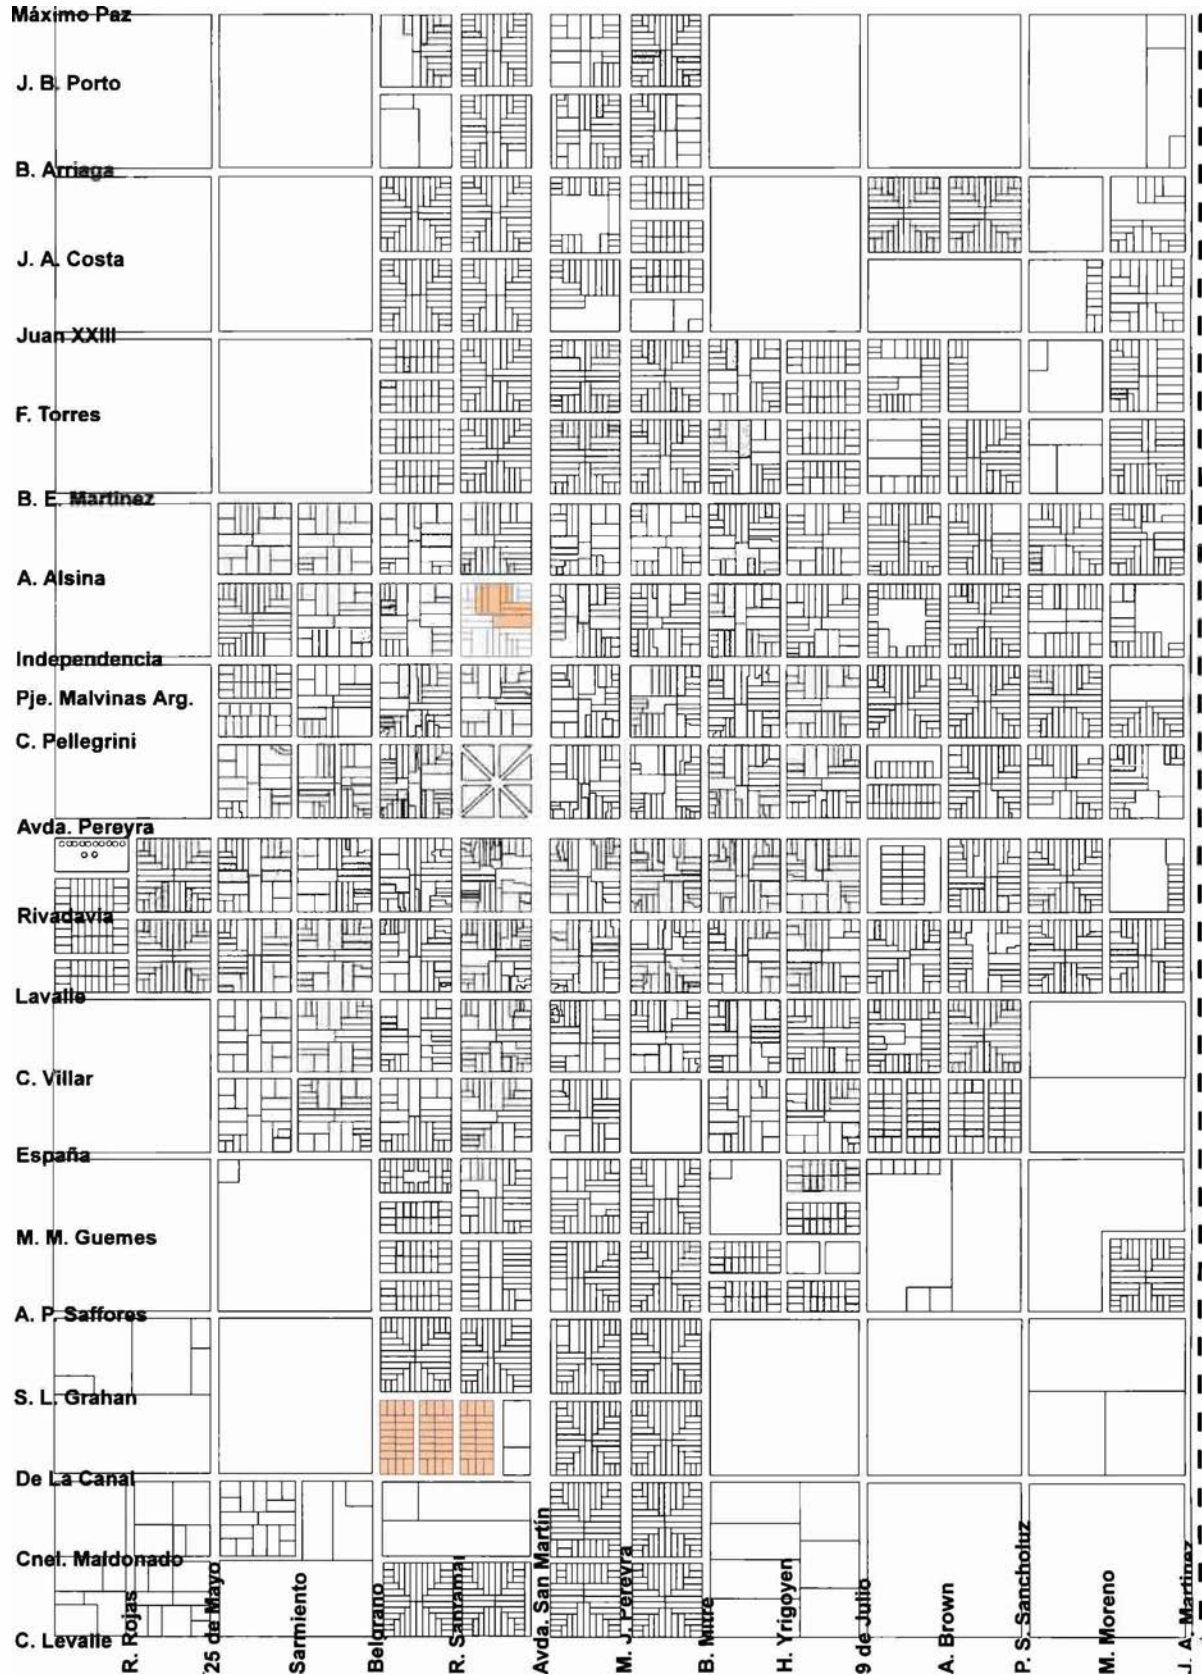 Máximo Paz
J. B. Porto
B. Arriaga
J. A. Costa
Juan XXIII
F. Torres
B. E. Martinez
A. Alsina
Independencia
Pje. Malvinas Arg.
C. Pellegrini
Avda. Pereyra
Rivadavia
Lavalle
C. Villar
España
M. M. Guemes
A. P. Saffores
S. L. Grahan
De La Canal
Cnel. Maldonado
C. Levalle
R. Rojas
25 de Mayo
Sarmiento
Belgrano
R. Santamar
Avda. San Martín
M. J. Pereyra
B. Mitre
H. Yrigoyen
9 de Julio
A. Brown
P. S. Sancholuz
M. Moreno
J. A. Martinez